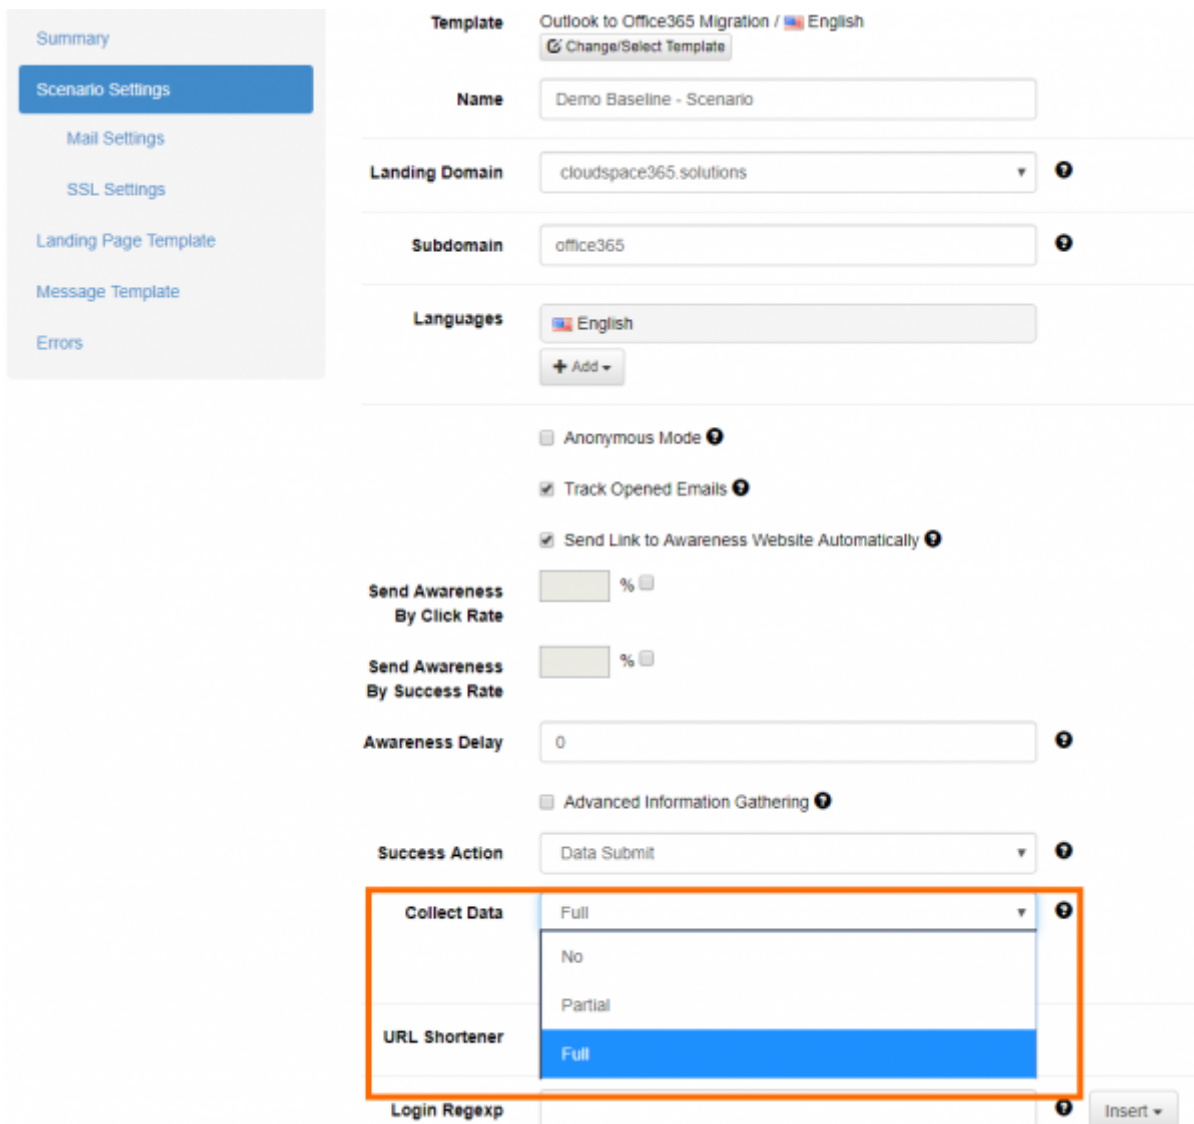 Summary
Scenario Settings
Mail Settings
SSL Settings
Landing Page Template
Message Template
Errors
Template Outlook to Office365 Migration / English
Change/Select Template
Name Demo Baseline - Scenario
Landing Domain cloudspace365.solutions
Subdomain office365
Languages English
+ Add
Anonymous Mode
Track Opened Emails
Send Link to Awareness Website Automatically
Send Awareness %
By Click Rate
Send Awareness %
By Success Rate
Awareness Delay 0
Advanced Information Gathering
Success Action Data Submit
Collect Data Full
No
Partial
URL Shortener
Full
Login Regexp Insert